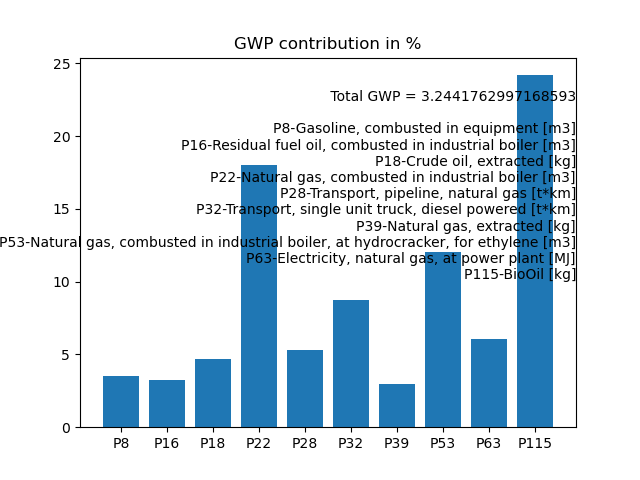 GWP contribution in %
25
20
15
10
5
0
Total GWP = 3.2441762997168593
P8-Gasoline, combusted in equipment [m3]
P16-Residual fuel oil, combusted in industrial boiler [m3]
P18-Crude oil, extracted [kg]
P22-Natural gas, combusted in industrial boiler [m3]
P28-Transport, pipeline, natural gas [t*km]
P32-Transport, single unit truck, diesel powered [t*km]
P39-Natural gas, extracted [kg]
P53-Natural gas, combusted in industrial boiler, at hydrocracker, for ethylene [m3]
P63-Electricity, natural gas, at power plant [MJ]
P115-BioOil [kg]
P8 P16 P18 P22 P28 P32 P39 P53 P63 P115